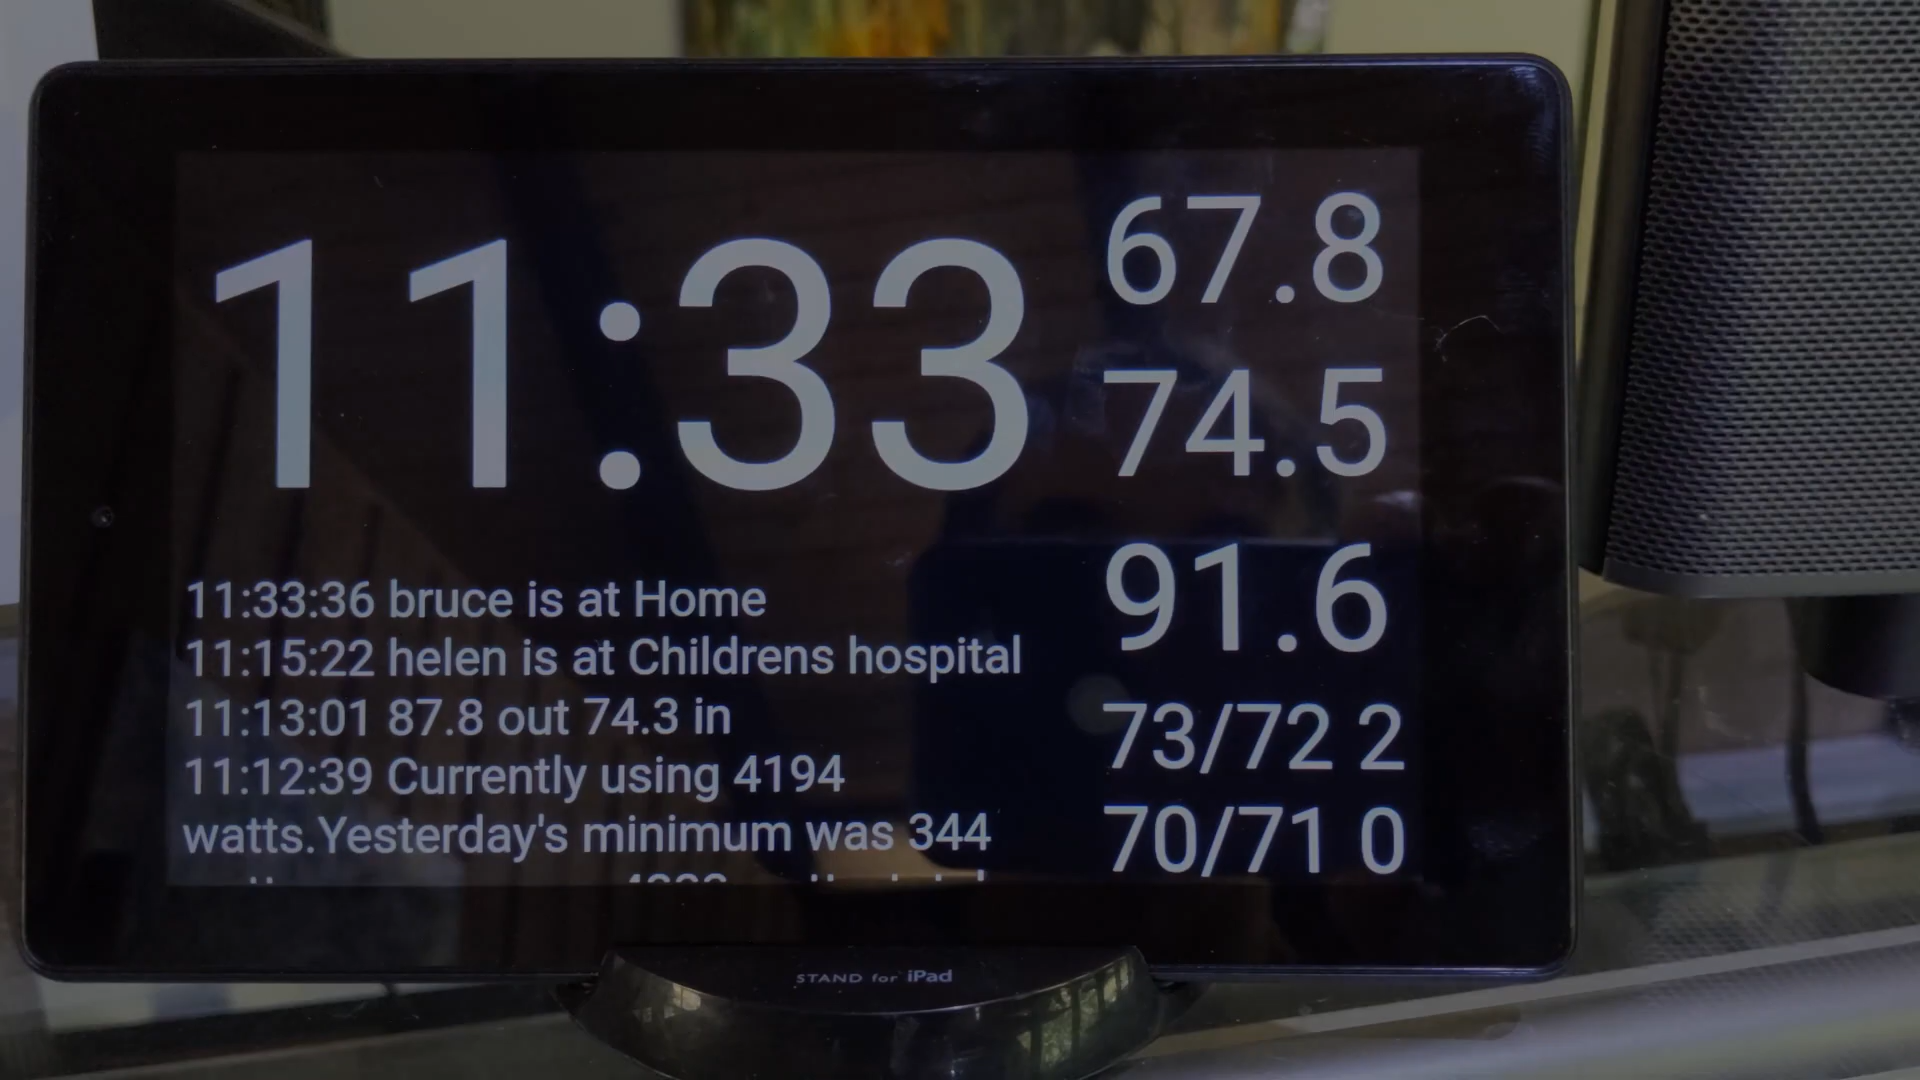 11:33
67.8
74.5
91.6
73/72 2
70/71 0
11:33:36 bruce is at Home
11:15:22 helen is at Childrens hospital
11:13:01 87.8 out 74.3 in
11:12:39 Currently using 4194
watts.Yesterday's minimum was 344
STAND for iPad